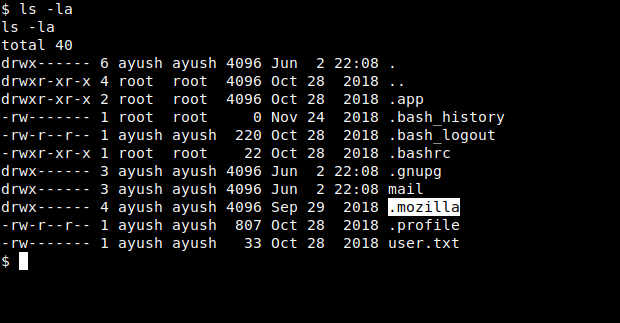 $ ls -la
ls -la
total 40
drwx------ 6 ayush ayush 4096 Jun  2 22:08 .
drwxr-xr-x 4 root  root  4096 Oct 28  2018 ..
drwxr-xr-x 2 root  root  4096 Oct 28  2018 .app
-rw------- 1 root  root     0 Nov 24  2018 .bash_history
-rw-r--r-- 1 ayush ayush  220 Oct 28  2018 .bash_logout
-rwxr-xr-x 1 root  root    22 Oct 28  2018 .bashrc
drwx------ 3 ayush ayush 4096 Jun  2 22:08 .gnupg
drwx------ 3 ayush ayush 4096 Jun  2 22:08 mail
drwx------ 4 ayush ayush 4096 Sep 29  2018 .mozilla
-rw-r--r-- 1 ayush ayush  807 Oct 28  2018 .profile
-rw------- 1 ayush ayush   33 Oct 28  2018 user.txt
$